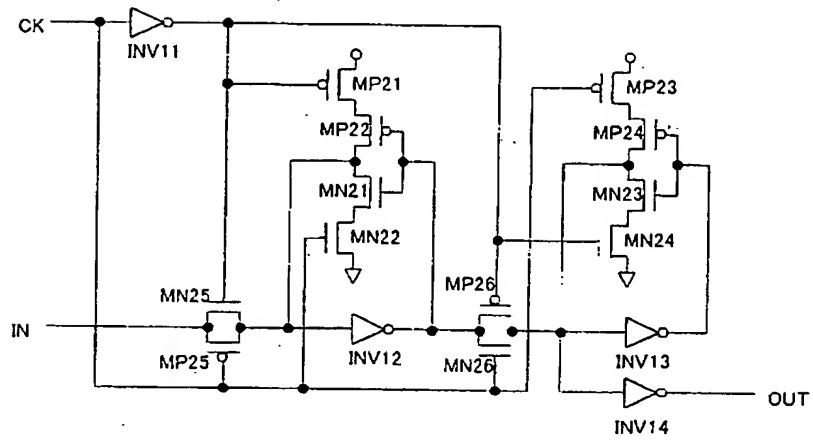 CK
INV11
MP21
MP22
MN21
MN22
MP23
MP24
MN23
MN24
MN25
MP26
IN
MP25
INV12
MN26
INV13
INV14
OUT